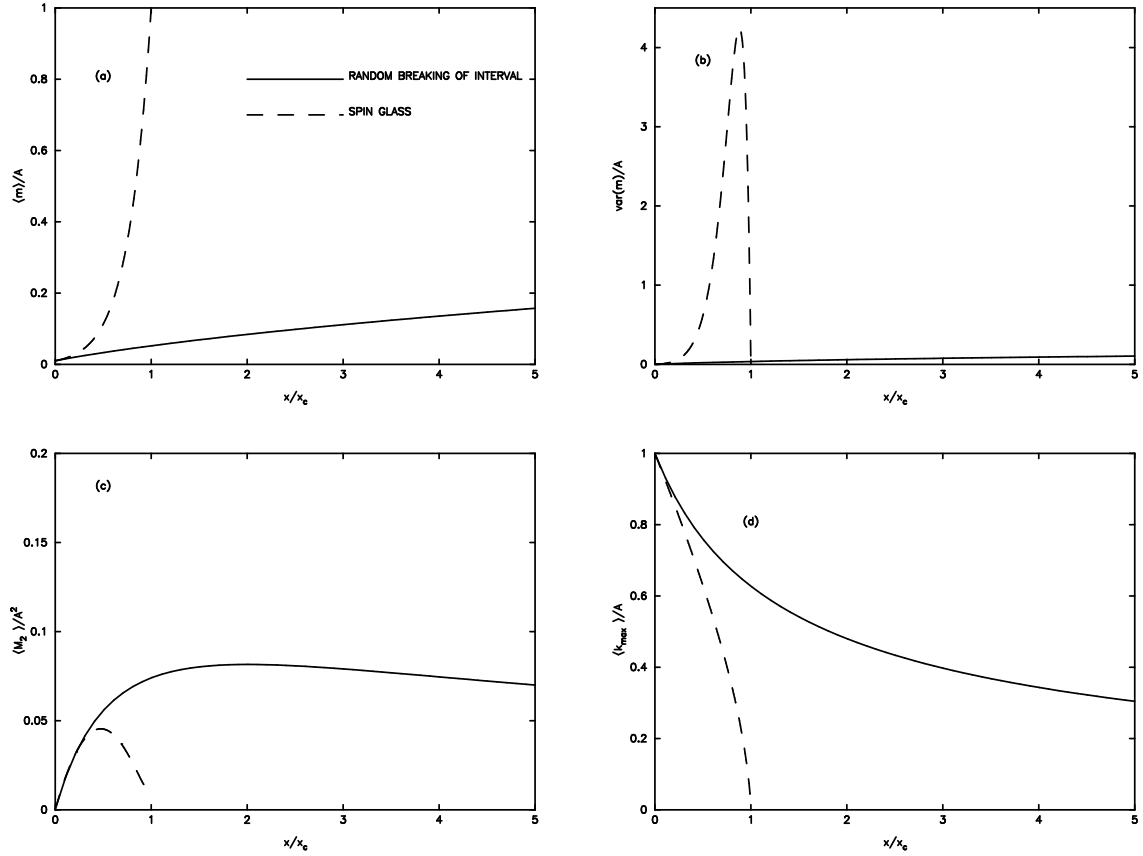 1
0.8
0.6
0.4
0.2
0
⟨m⟩/A
(a)
RANDOM BREAKING OF INTERVAL
SPIN GLASS
0 1 2 3 4 5
x/x_c
4
3
2
1
0
var(m)/A
(b)
0 1 2 3 4 5
x/x_c
0.2
0.15
0.1
0.05
0
⟨M₂⟩/A²
(c)
0 1 2 3 4 5
x/x_c
1
0.8
0.6
0.4
0.2
0
⟨k_max⟩/A
(d)
0 1 2 3 4 5
x/x_c